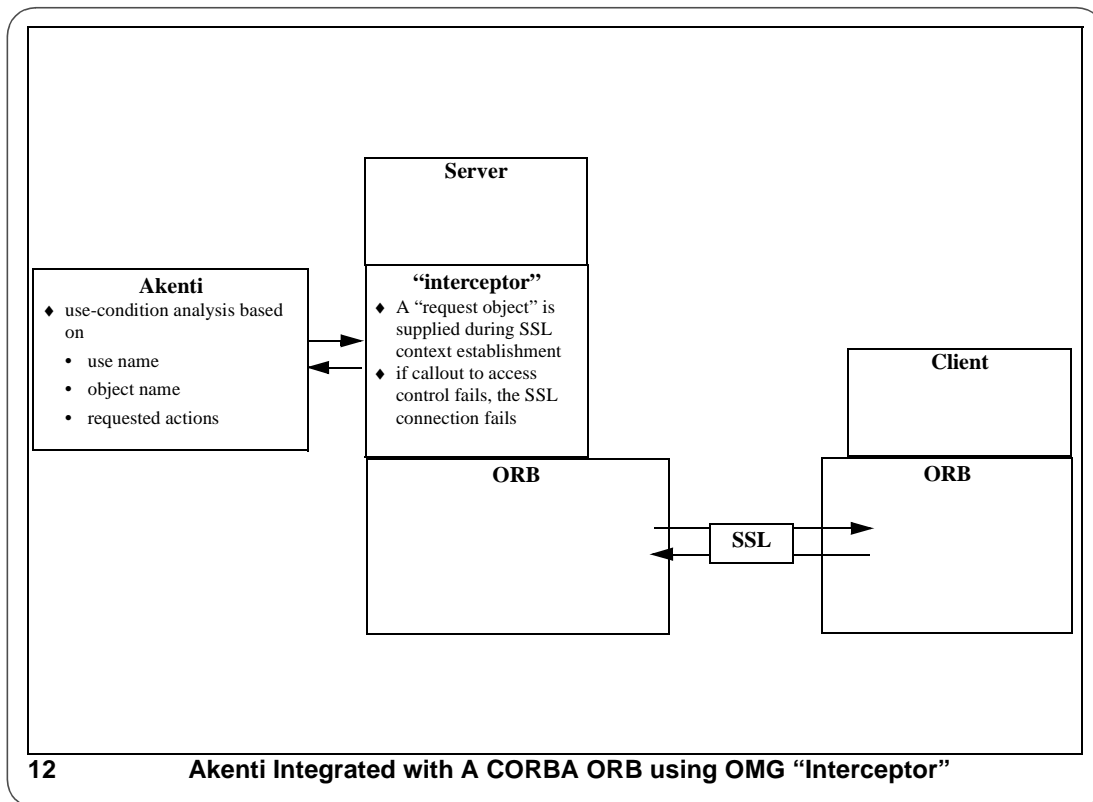 Server
Akenti
♦ use-condition analysis based
on
• use name
• object name
• requested actions
“interceptor”
♦ A “request object” is
supplied during SSL
context establishment
♦ if callout to access
control fails, the SSL
connection fails
Client
ORB
SSL
ORB
12 Akenti Integrated with A CORBA ORB using OMG “Interceptor”